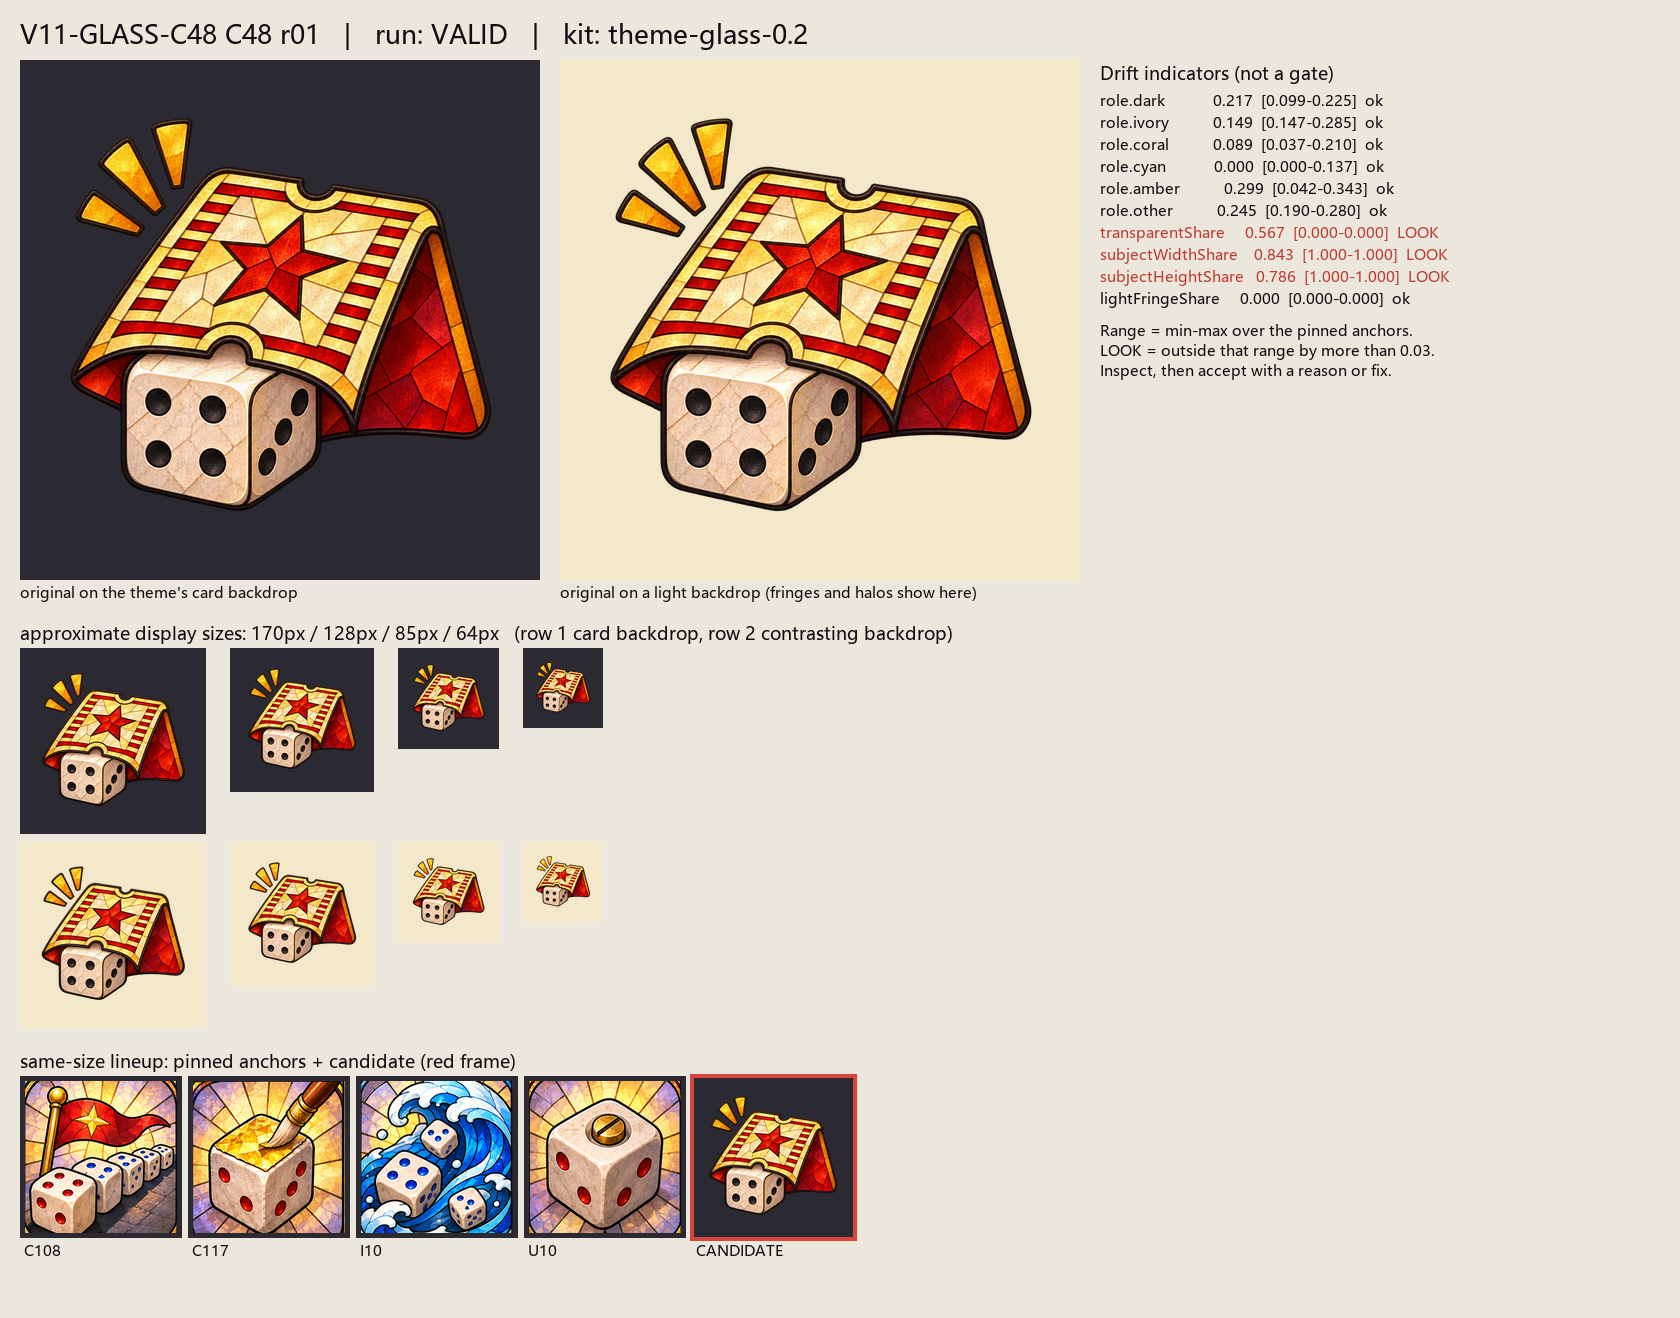 V11-GLASS-C48 C48 r01 | run: VALID | kit: theme-glass-0.2
Drift indicators (not a gate)
role.dark 0.217 [0.099-0.225] ok
role.ivory 0.149 [0.147-0.285] ok
role.coral 0.089 [0.037-0.210] ok
role.cyan 0.000 [0.000-0.137] ok
role.amber 0.299 [0.042-0.343] ok
role.other 0.245 [0.190-0.280] ok
transparentShare 0.567 [0.000-0.000] LOOK
subjectWidthShare 0.843 [1.000-1.000] LOOK
subjectHeightShare 0.786 [1.000-1.000] LOOK
lightFringeShare 0.000 [0.000-0.000] ok
Range = min-max over the pinned anchors.
LOOK = outside that range by more than 0.03.
Inspect, then accept with a reason or fix.
original on the theme's card backdrop
original on a light backdrop (fringes and halos show here)
approximate display sizes: 170px / 128px / 85px / 64px (row 1 card backdrop, row 2 contrasting backdrop)
same-size lineup: pinned anchors + candidate (red frame)
C108
C117
I10
U10
CANDIDATE